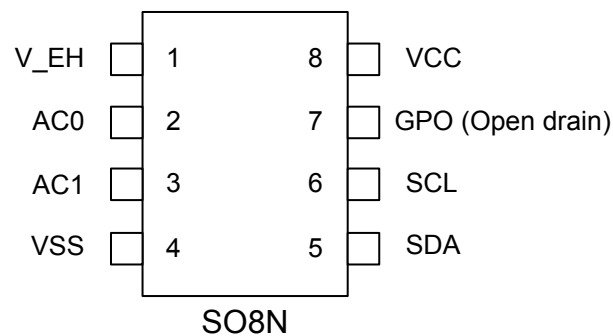 V_EH 1 8 VCC
AC0 2 7 GPO (Open drain)
AC1 3 6 SCL
VSS 4 5 SDA
SO8N